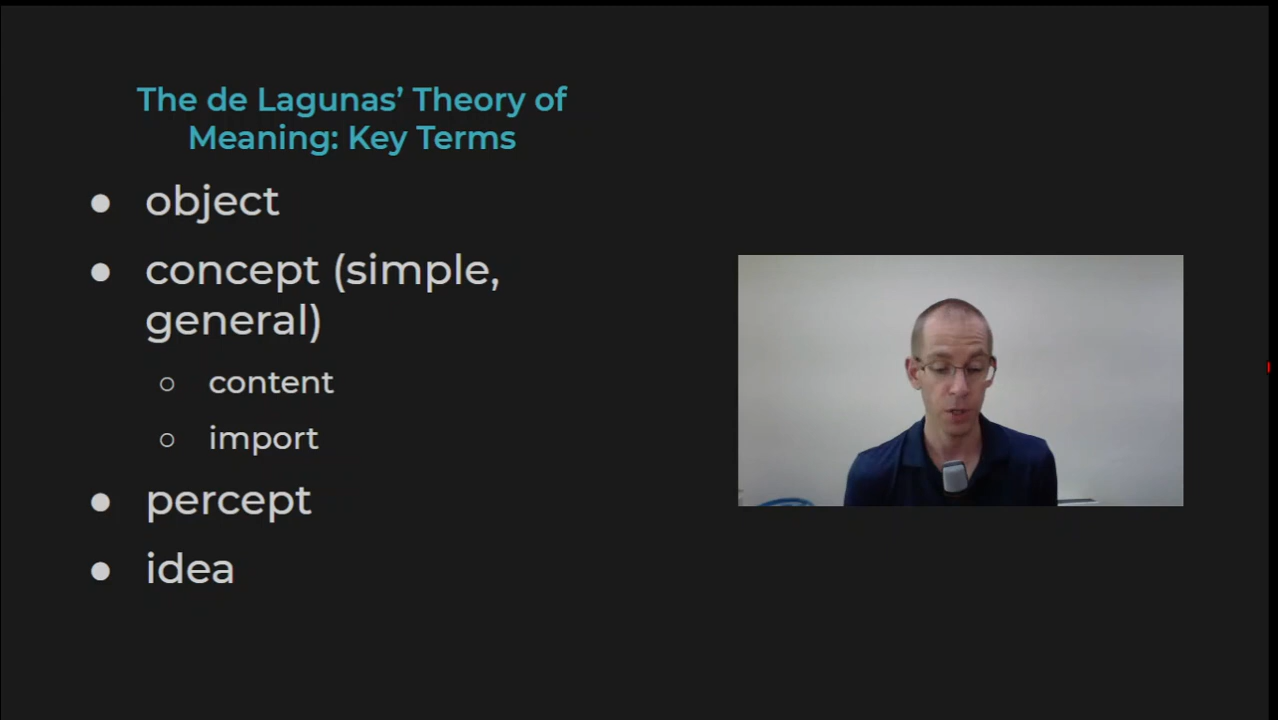 The de Lagunas’ Theory of
Meaning: Key Terms
● object
● concept (simple,
general)
○ content
○ import
● percept
● idea